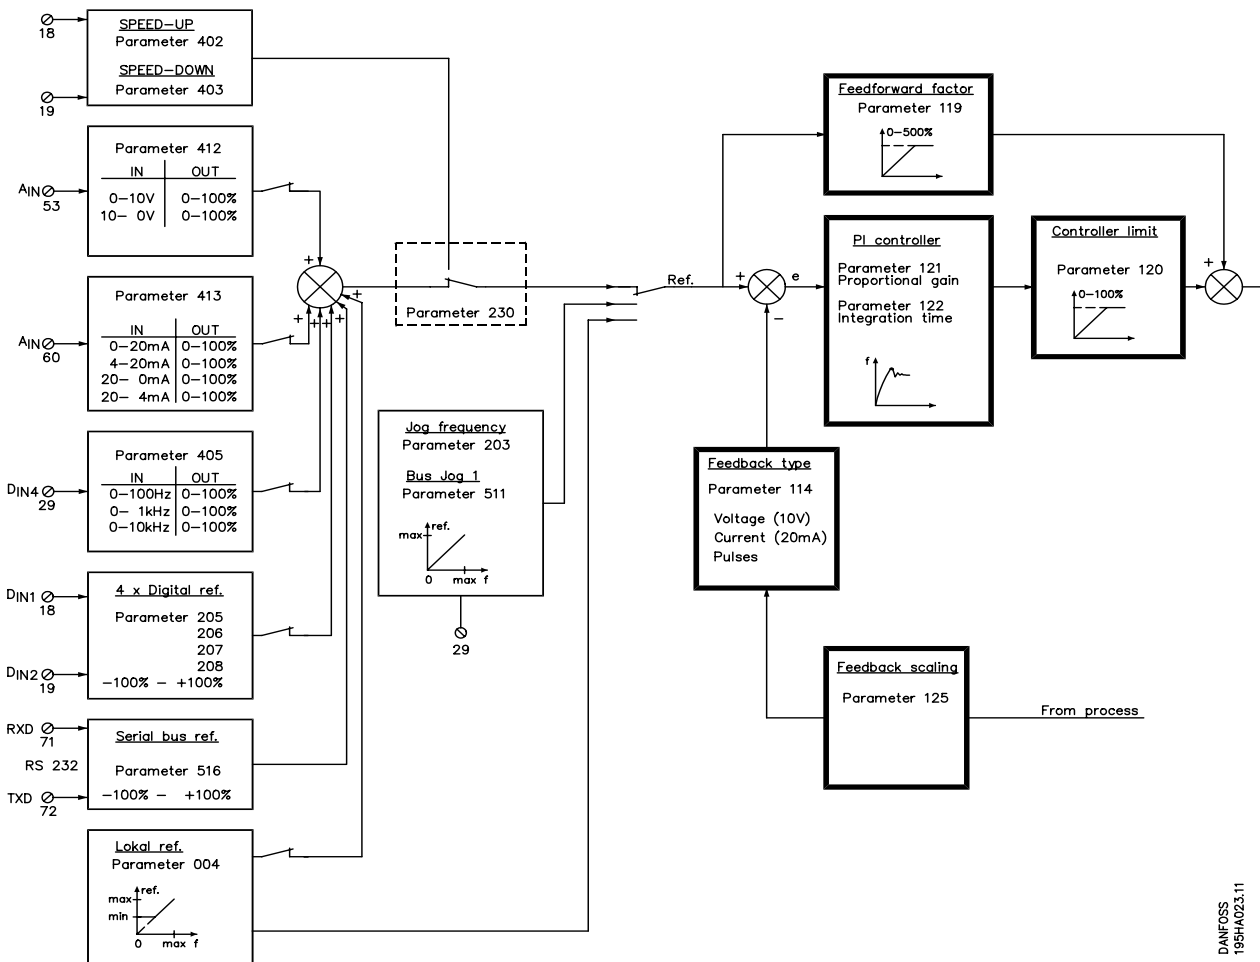 18
SPEED-UP
Parameter 402
SPEED-DOWN
Parameter 403
19
Parameter 412
IN OUT
0-10V 0-100%
10- 0V 0-100%
AIN
53
Parameter 413
IN OUT
0-20mA 0-100%
4-20mA 0-100%
20- 0mA 0-100%
20- 4mA 0-100%
AIN
60
Parameter 405
IN OUT
0-100Hz 0-100%
0- 1kHz 0-100%
0-10kHz 0-100%
DIN4
29
DIN1
18
4 x Digital ref.
Parameter 205
206
207
208
-100% - +100%
DIN2
19
RXD
71
RS 232
Serial bus ref.
Parameter 516
-100% - +100%
TXD
72
Lokal ref.
Parameter 004
ref.
max
min
0 max f
+
+
+
+
+
+
Parameter 230
Jog frequency
Parameter 203
Bus Jog 1
Parameter 511
ref.
max
0 max f
29
Ref.
+
e
-
Feedforward factor
Parameter 119
0-500%
PI controller
Parameter 121
Proportional gain
Parameter 122
Integration time
f
Controller limit
Parameter 120
0-100%
+
Feedback type
Parameter 114
Voltage (10V)
Current (20mA)
Pulses
Feedback scaling
Parameter 125
From process
DANFOSS
195HA023.11